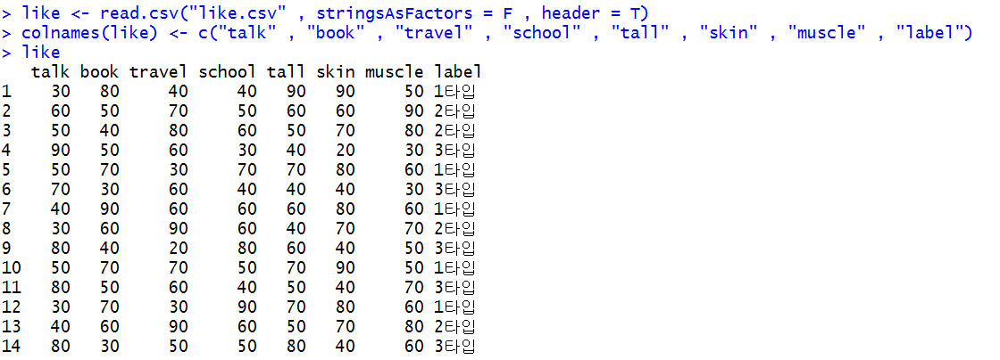 > like <- read.csv("like.csv" , stringsAsFactors = F , header = T)
> colnames(like) <- c("talk" , "book" , "travel" , "school" , "tall" , "skin" , "muscle" , "label")
> like
talk book travel school tall skin muscle label
1 30 80 40 40 90 90 50 1타입
2 60 50 70 50 60 60 90 2타입
3 50 40 80 60 50 70 80 2타입
4 90 50 60 30 40 20 30 3타입
5 50 70 30 70 70 80 60 1타입
6 70 30 60 40 40 40 30 3타입
7 40 90 60 60 60 80 60 1타입
8 30 60 90 60 40 70 70 2타입
9 80 40 20 80 60 40 50 3타입
10 50 70 70 50 70 90 50 1타입
11 80 50 60 40 50 40 70 3타입
12 30 70 30 90 70 80 60 1타입
13 40 60 90 60 50 70 80 2타입
14 80 30 50 50 80 40 60 3타입